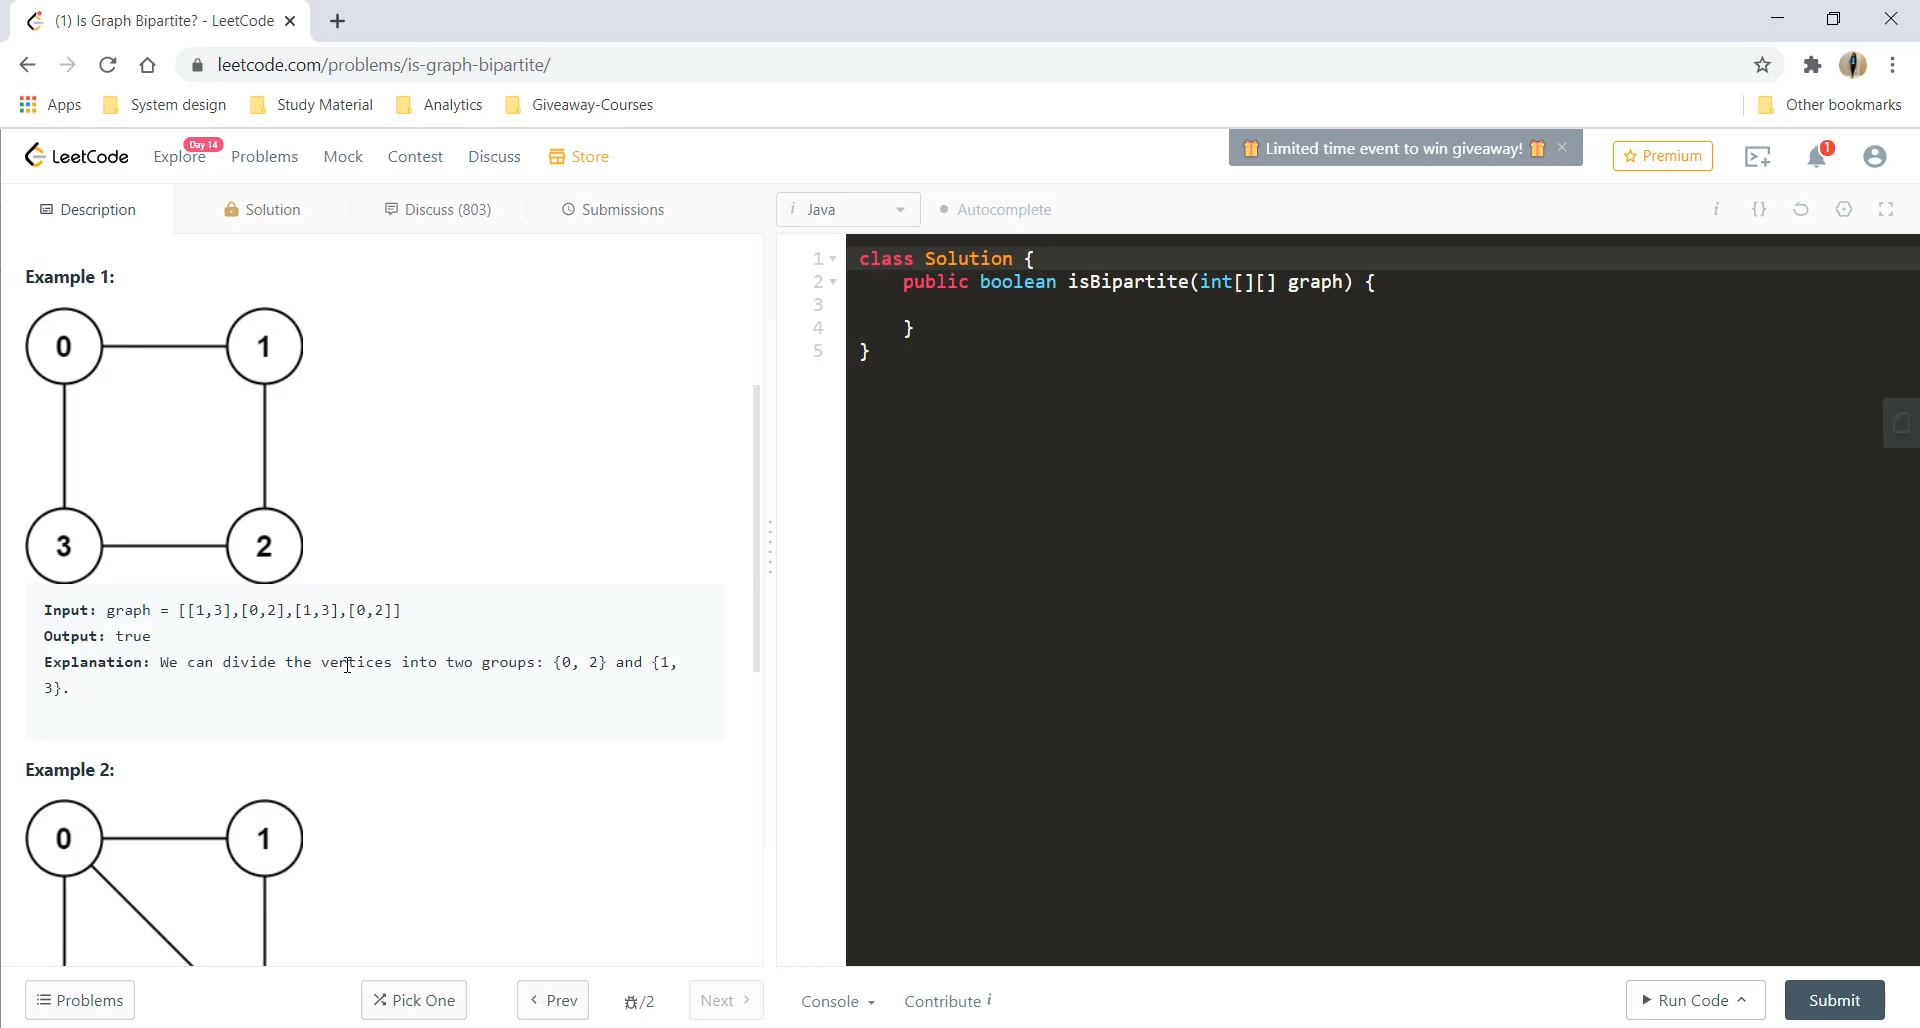 (1) Is Graph Bipartite? - LeetCode
leetcode.com/problems/is-graph-bipartite/
Apps System design Study Material Analytics Giveaway-Courses Other bookmarks
LeetCode Explore Day 14 Problems Mock Contest Discuss Store Limited time event to win giveaway! Premium 1
Description Solution Discuss (803) Submissions i Java Autocomplete i {}
Example 1:
0 1
3 2
Input: graph = [[1,3],[0,2],[1,3],[0,2]]
Output: true
Explanation: We can divide the vertices into two groups: {0, 2} and {1,
3}.
Example 2:
0 1
1 class Solution {
2 public boolean isBipartite(int[][] graph) {
3
4 }
5 }
Problems Pick One Prev /2 Next Console Contribute i Run Code Submit